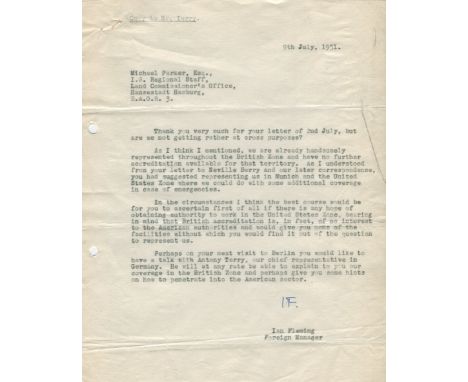 Copy to Mr. Terry.
9th July, 1951.
Michael Parker, Esq.,
I.S. Regional Staff,
Land Commissioner's Office,
Hansestadt Hamburg,
B.A.O.R. 3.
Thank you very much for your letter of 2nd July, but
are we not getting rather at cross purposes?
As I think I mentioned, we are already handsomely
represented throughout the British Zone and have no further
accreditation available for that territory. As I understood
from your letter to Neville Berry and our later correspondence,
you had suggested representing us in Munich and the United
States Zone where we could do with some additional coverage
in case of emergencies.
In the circumstances I think the best course would be
for you to ascertain first of all if there is any hope of
obtaining authority to work in the United States Zone, bearing
in mind that British accreditation is, in fact, of no interest
to the American authorities and would give you none of the
facilities without which you would find it out of the question
to represent us.
Perhaps on your next visit to Berlin you would like to
have a talk with Antony Terry, our chief representative in
Germany. He will at any rate be able to explain to you our
coverage in the British Zone and perhaps give you some hints
on how to penetrate into the American sector.
I.F.
Ian Fleming
Foreign Manager